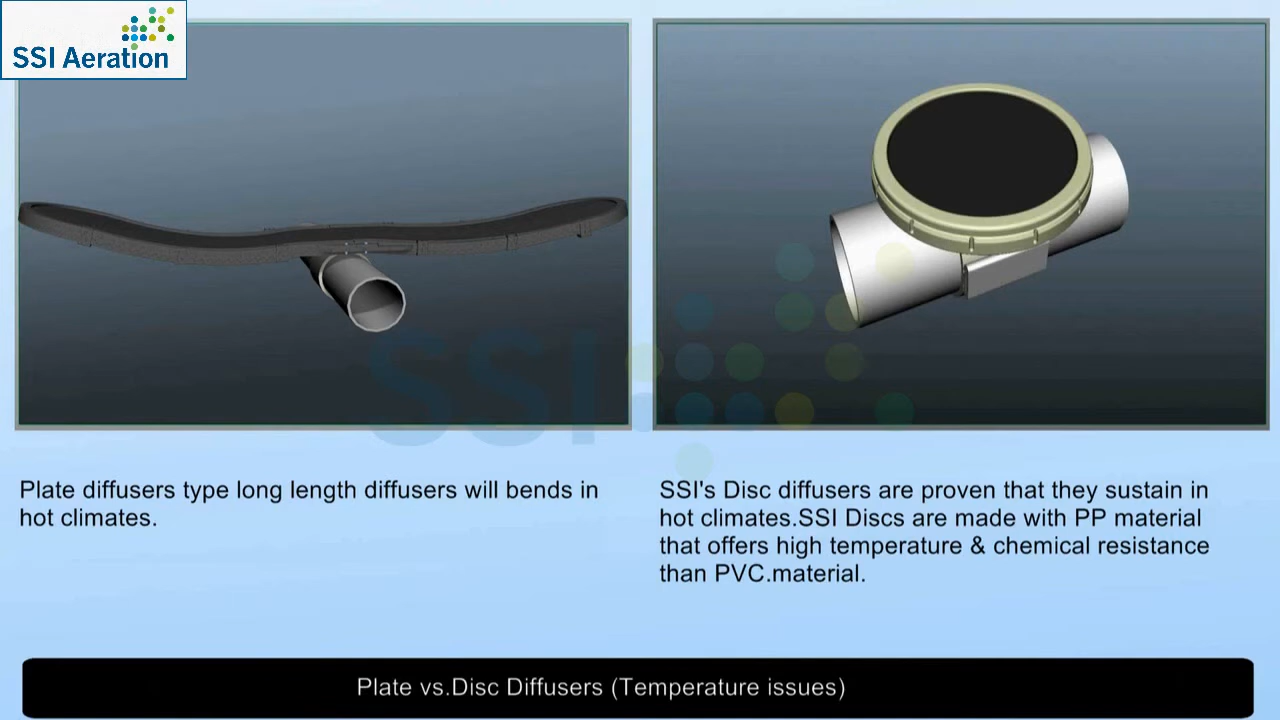 SSI Aeration
SSI
Plate diffusers type long length diffusers will bends in
hot climates.
SSI's Disc diffusers are proven that they sustain in
hot climates.SSI Discs are made with PP material
that offers high temperature & chemical resistance
than PVC.material.
Plate vs.Disc Diffusers (Temperature issues)